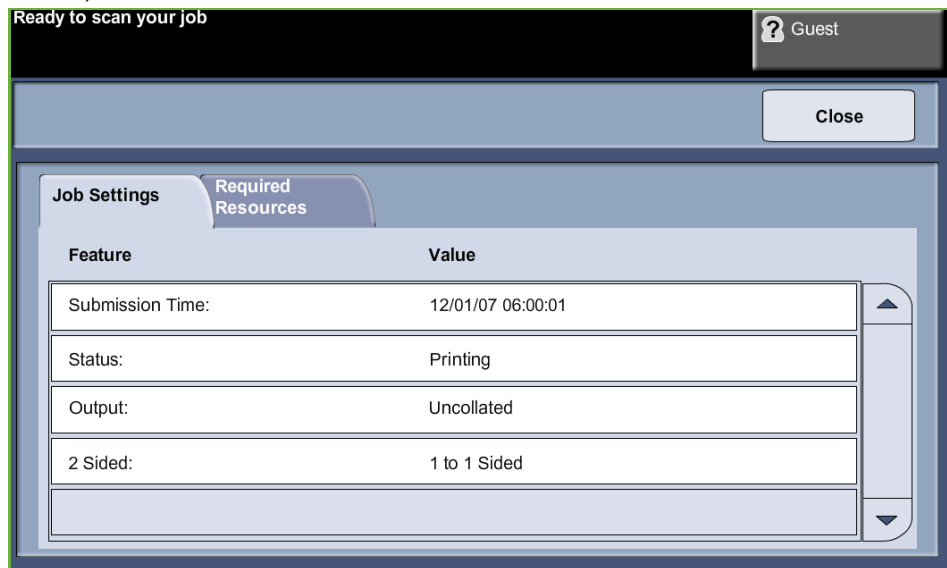 Ready to scan your job
Guest
Close
Job Settings
Required
Resources
Feature Value
Submission Time: 12/01/07 06:00:01
Status: Printing
Output: Uncollated
2 Sided: 1 to 1 Sided